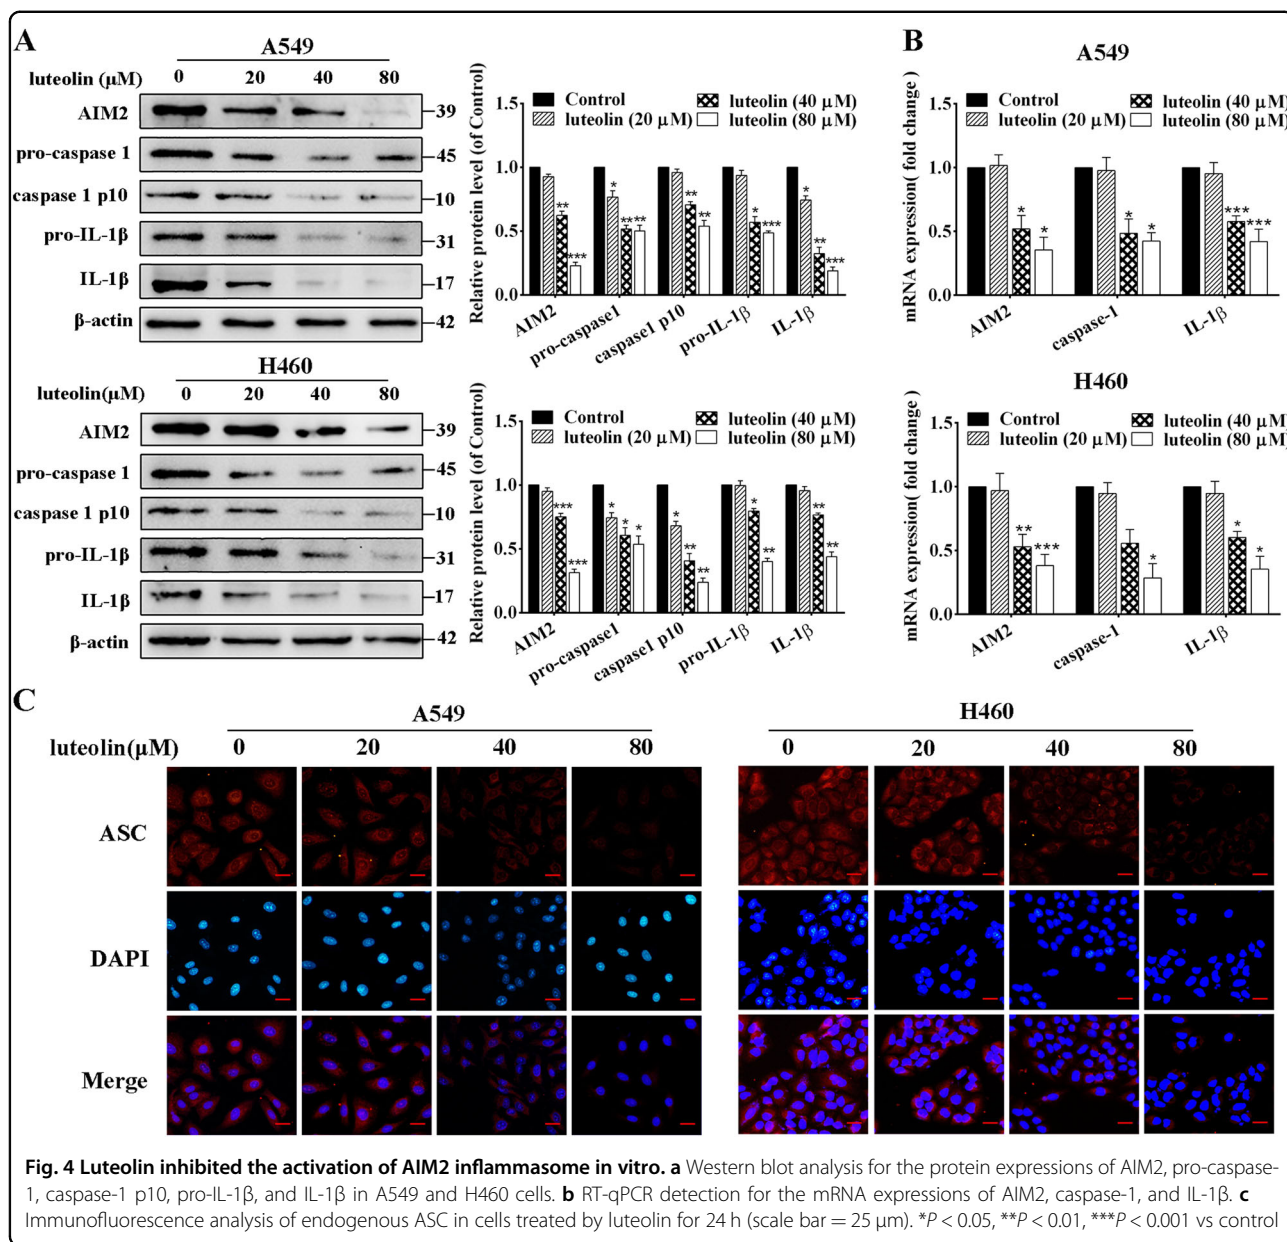 A
A549
luteolin (μM) 0 20 40 80
AIM2 39
pro-caspase 1 45
caspase 1 p10 10
pro-IL-1β 31
IL-1β 17
β-actin 42
Relative protein level (of Control)
1.5
1.0
0.5
0.0
Control
luteolin (20 μM)
luteolin (40 μM)
luteolin (80 μM)
** *** * ** ** ** ** * *** * ** ***
AIM2 pro-caspase1 caspase1 p10 pro-IL-1β IL-1β
B
A549
mRNA expression( fold change )
1.5
1.0
0.5
0.0
Control
luteolin (20 μM)
luteolin (40 μM)
luteolin (80 μM)
* * * * *** ***
AIM2 caspase-1 IL-1β
H460
luteolin(μM) 0 20 40 80
AIM2 39
pro-caspase 1 45
caspase 1 p10 10
pro-IL-1β 31
IL-1β 17
β-actin 42
Relative protein level (of Control)
1.5
1.0
0.5
0.0
Control
luteolin (20 μM)
luteolin (40 μM)
luteolin (80 μM)
*** *** * * * * ** ** * ** ** **
AIM2 pro-caspase1 caspase1 p10 pro-IL-1β IL-1β
H460
mRNA expression( fold change )
1.5
1.0
0.5
0.0
Control
luteolin (20 μM)
luteolin (40 μM)
luteolin (80 μM)
** *** * * *
AIM2 caspase-1 IL-1β
C
A549
luteolin(μM) 0 20 40 80
H460
0 20 40 80
ASC
DAPI
Merge
Fig. 4 Luteolin inhibited the activation of AIM2 inflammasome in vitro. a Western blot analysis for the protein expressions of AIM2, pro-caspase-
1, caspase-1 p10, pro-IL-1β, and IL-1β in A549 and H460 cells. b RT-qPCR detection for the mRNA expressions of AIM2, caspase-1, and IL-1β. c
Immunofluorescence analysis of endogenous ASC in cells treated by luteolin for 24 h (scale bar = 25 μm). *P < 0.05, **P < 0.01, ***P < 0.001 vs control